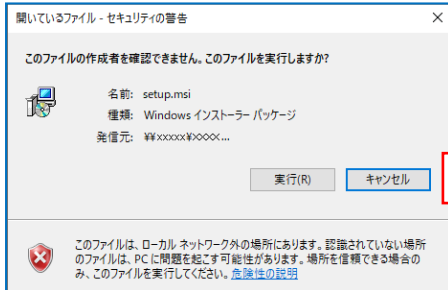 開いているファイル - セキュリティの警告
このファイルの作成者を確認できません。このファイルを実行しますか?
名前: setup.msi
種類: Windows インストーラー パッケージ
発信元: ¥¥xxxxx¥xxxx...
実行(R) キャンセル
このファイルは、ローカル ネットワーク外の場所にあります。認識されていない場所
のファイルは、PC に問題を起こす可能性があります。場所を信頼できる場合の
み、このファイルを実行してください。危険性の説明